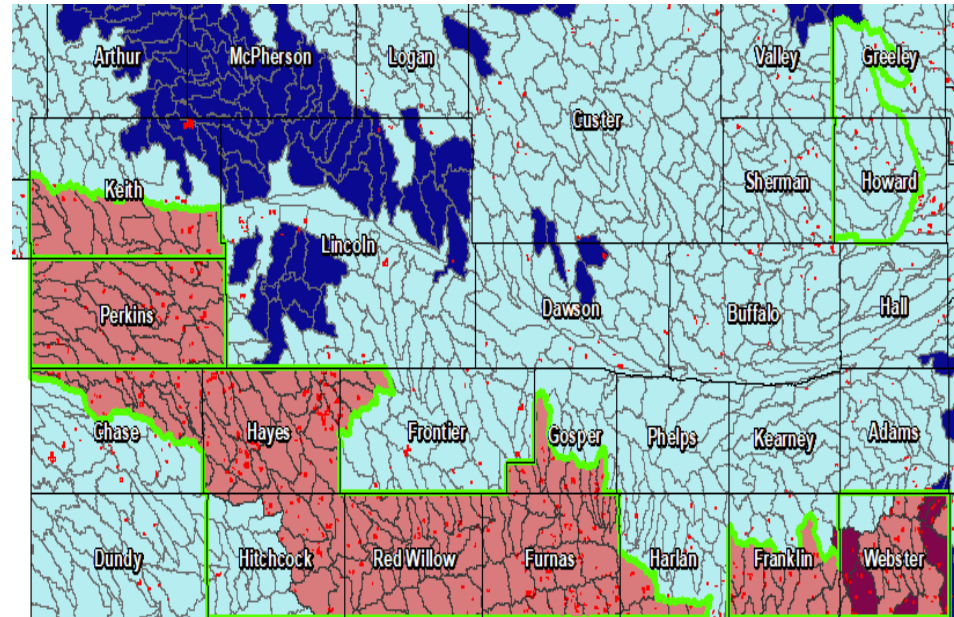 Arthur McPherson Logan Valley Greeley
Custer
Keith Sherman Howard
Lincoln
Perkins Dawson Buffalo Hall
Chase Hayes Frontier Gosper Phelps Kearney Adams
Dundy Hitchcock Red Willow Furnas Harlan Franklin Webster